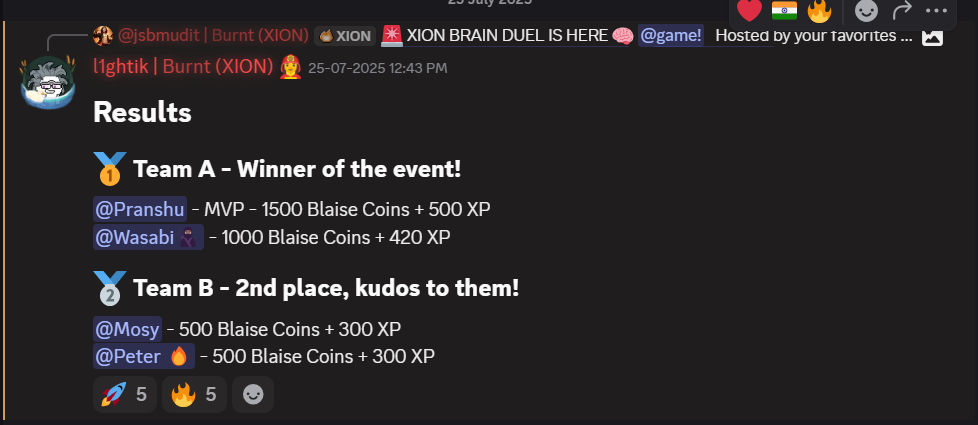 25 July 2025
@jsbmudit | Burnt (XION) XION 🚨 XION BRAIN DUEL IS HERE 🧠 @game! Hosted by your favorites ...
l1ghtik | Burnt (XION) 25-07-2025 12:43 PM
Results
🥇 Team A - Winner of the event!
@Pranshu - MVP - 1500 Blaise Coins + 500 XP
@Wasabi 🥷 - 1000 Blaise Coins + 420 XP
🥈 Team B - 2nd place, kudos to them!
@Mosy - 500 Blaise Coins + 300 XP
@Peter 🔥 - 500 Blaise Coins + 300 XP
🚀 5 🔥 5